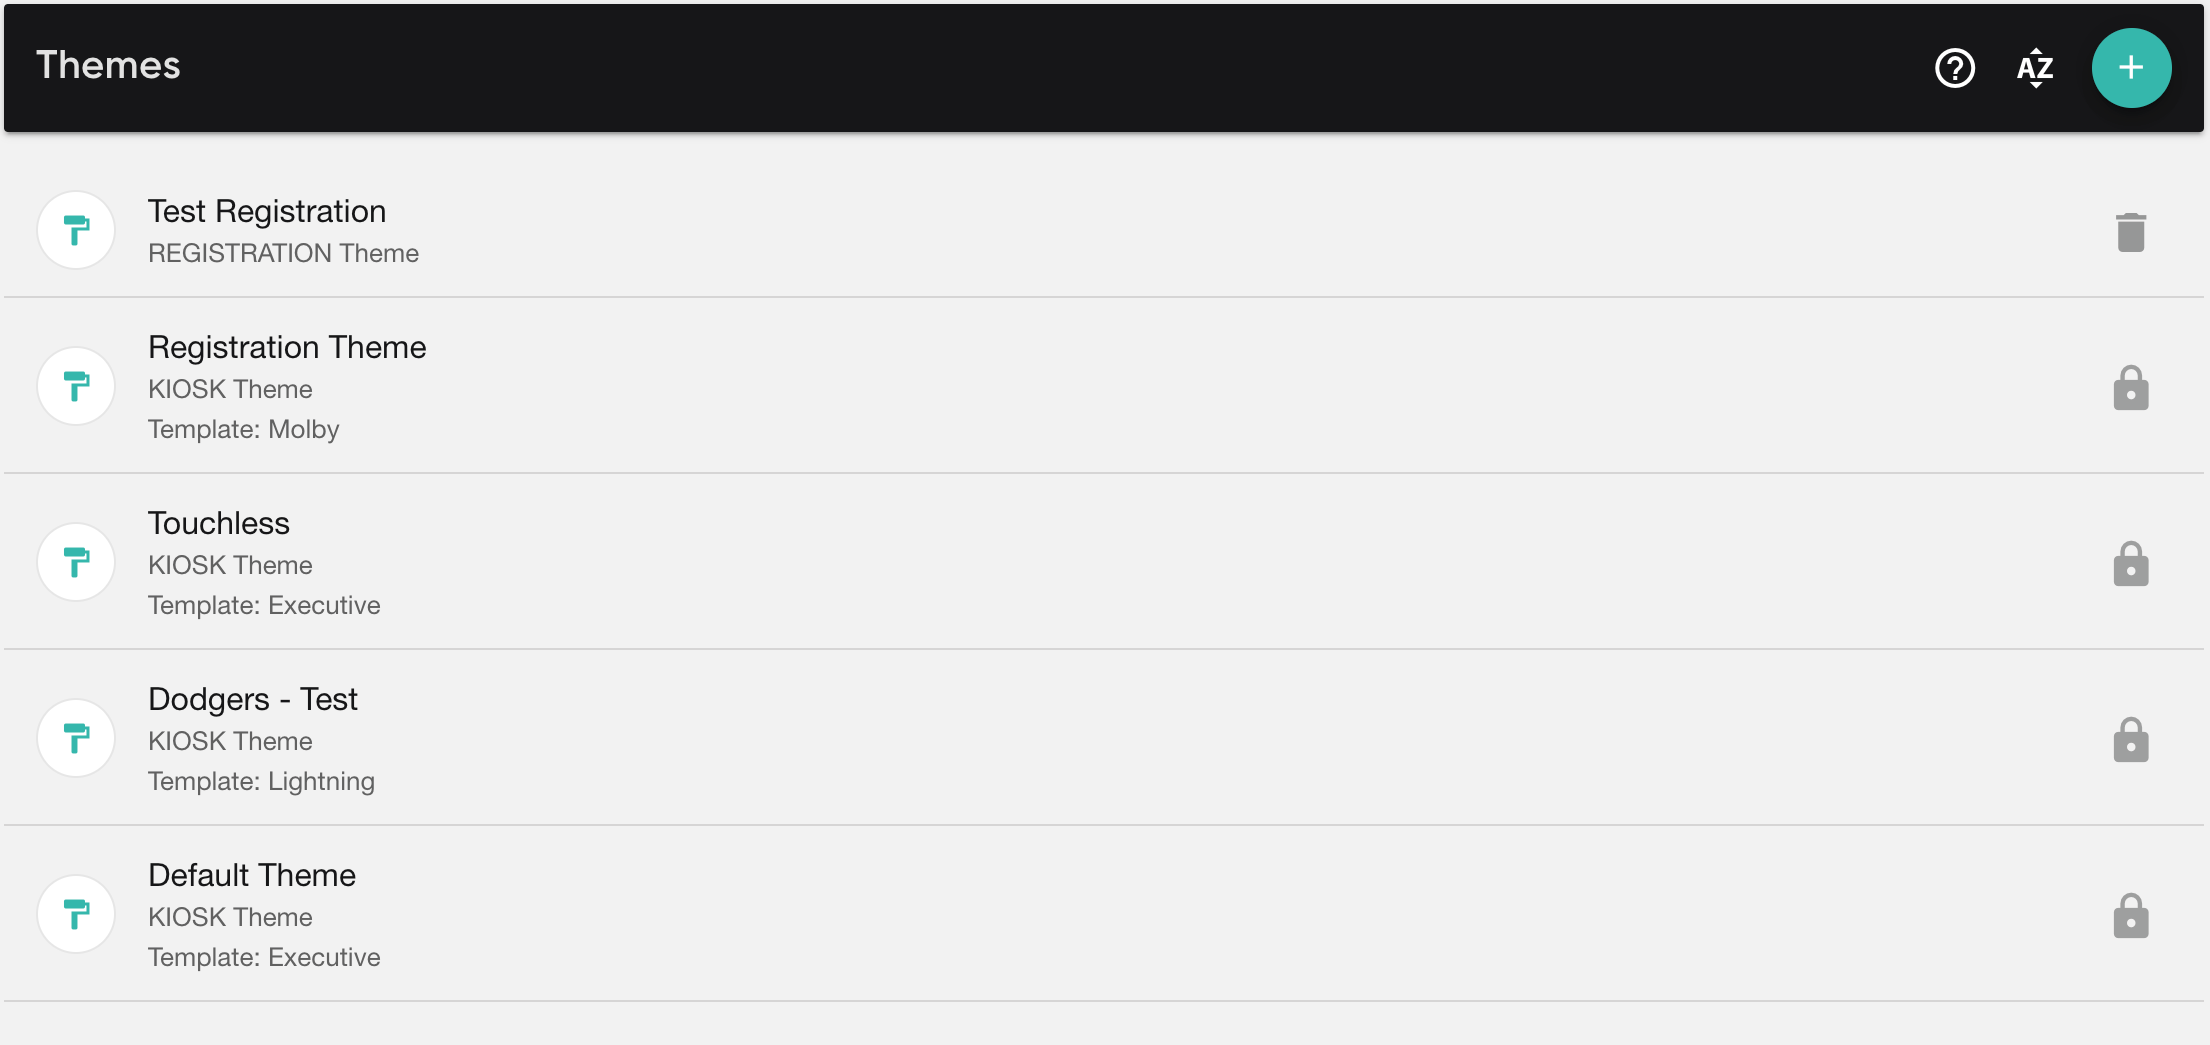 Themes
AZ
Test Registration
REGISTRATION Theme
Registration Theme
KIOSK Theme
Template: Molby
Touchless
KIOSK Theme
Template: Executive
Dodgers - Test
KIOSK Theme
Template: Lightning
Default Theme
KIOSK Theme
Template: Executive